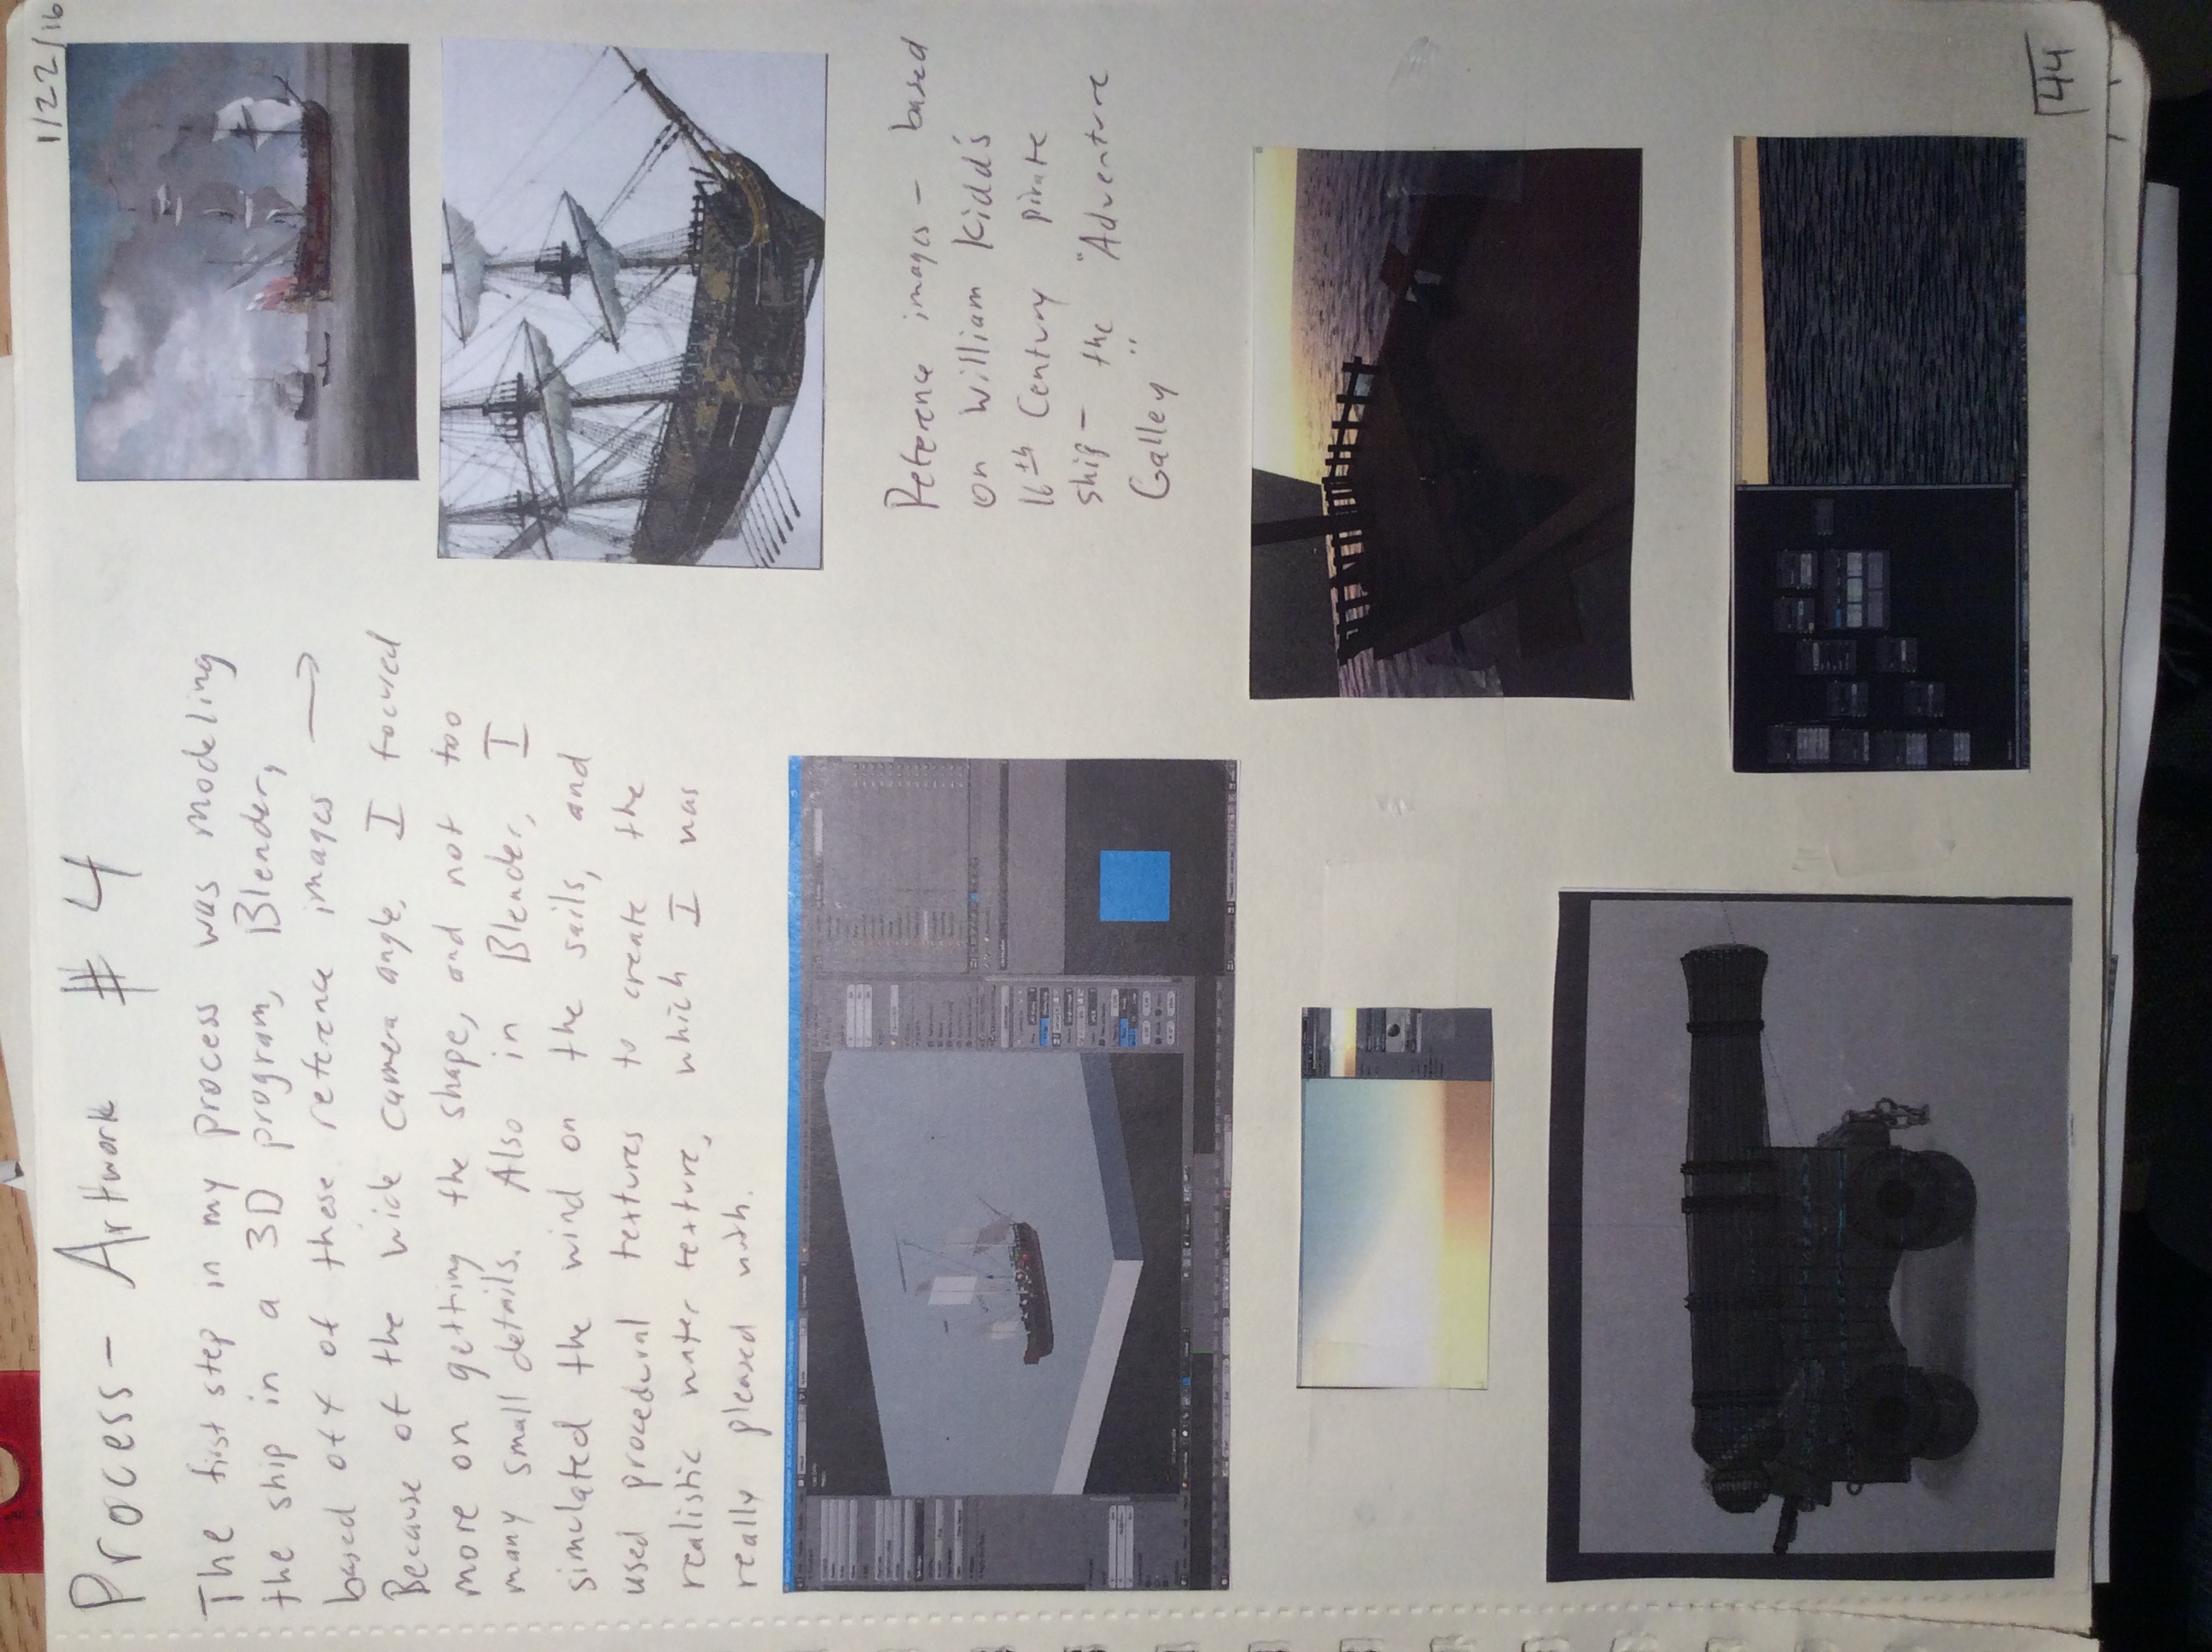 1/22/16
Process - Artwork #4
The first step in my process was modeling
the ship in a 3D program, Blender,
based off of these reference images →
Because of the wide camera angle, I focused
more on getting the shape, and not too
many small details. Also in Blender, I
simulated the wind on the sails, and
used procedural textures to create the
realistic water texture, which I was
really pleased with.
Reference images - based
on William Kidd's
16th Century pirate
ship - the "Adventure
Galley"
44